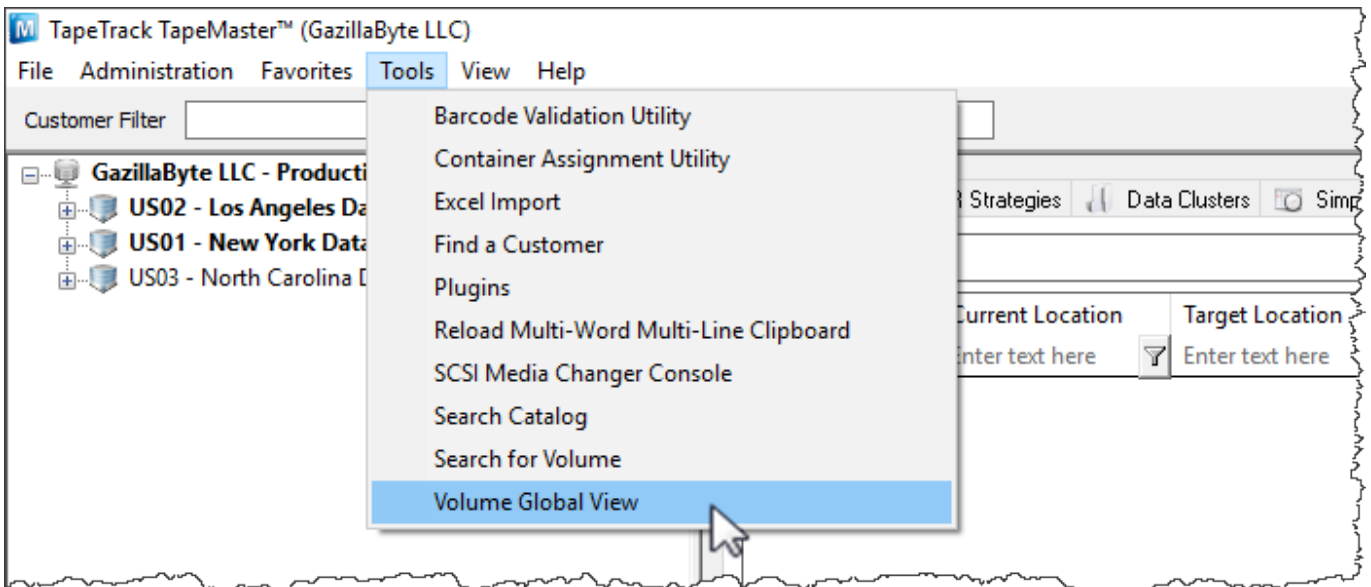 TapeTrack TapeMaster™ (GazillaByte LLC)
File Administration Favorites Tools View Help
Customer Filter
Barcode Validation Utility
Container Assignment Utility
Excel Import
Find a Customer
Plugins
Reload Multi-Word Multi-Line Clipboard
SCSI Media Changer Console
Search Catalog
Search for Volume
Volume Global View
GazillaByte LLC - Producti
US02 - Los Angeles Da
US01 - New York Data
US03 - North Carolina
Strategies Data Clusters Simp
Current Location Target Location
Enter text here Enter text here